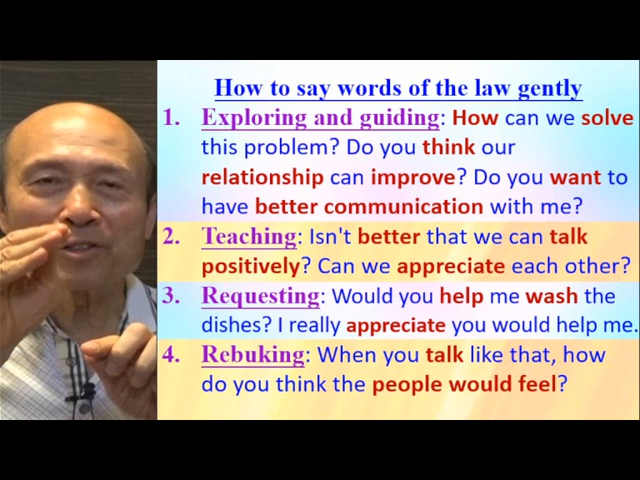 How to say words of the law gently
1. Exploring and guiding: How can we solve
this problem? Do you think our
relationship can improve? Do you want to
have better communication with me?
2. Teaching: Isn't better that we can talk
positively? Can we appreciate each other?
3. Requesting: Would you help me wash the
dishes? I really appreciate you would help me.
4. Rebuking: When you talk like that, how
do you think the people would feel?